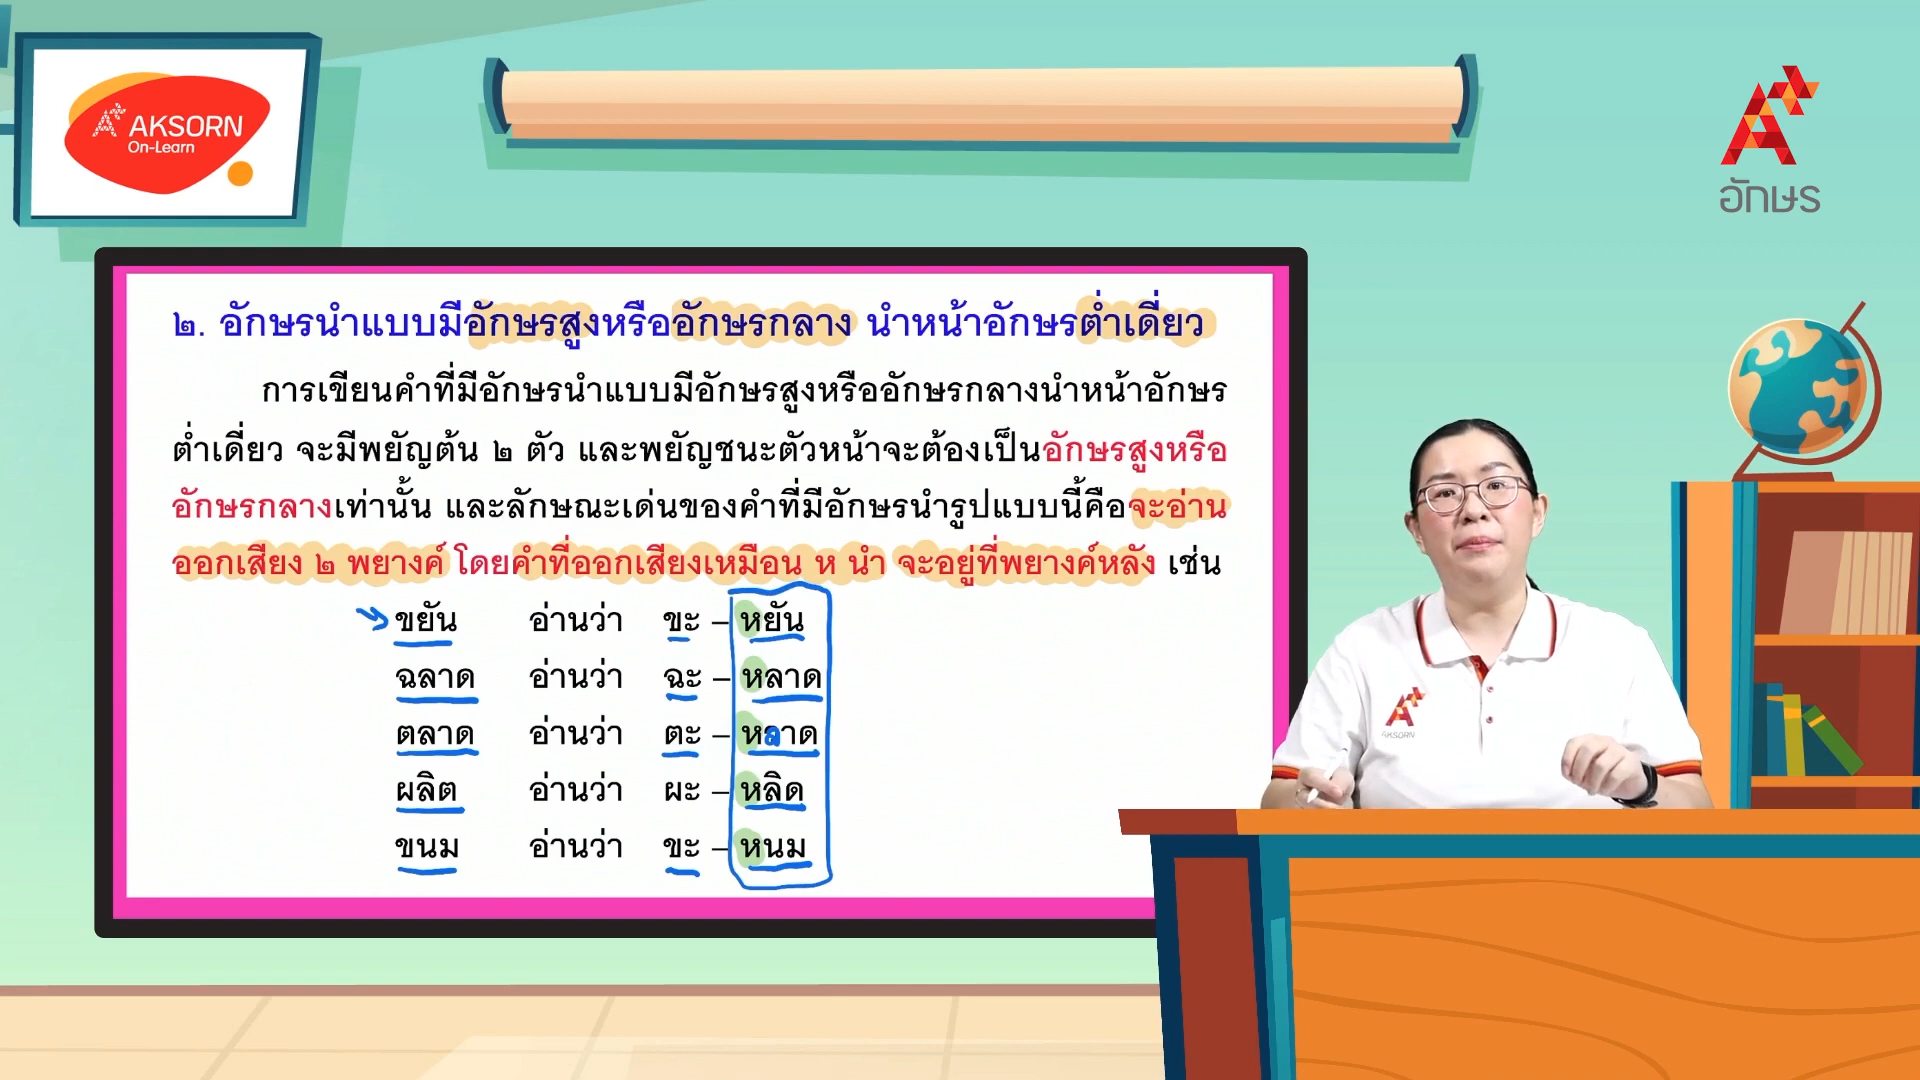 AKSORN
On-Learn
อักษร
๒. อักษรนำแบบมีอักษรสูงหรืออักษรกลาง นำหน้าอักษรต่ำเดี่ยว
การเขียนคำที่มีอักษรนำแบบมีอักษรสูงหรืออักษรกลางนำหน้าอักษร
ต่ำเดี่ยว จะมีพยัญต้น ๒ ตัว และพยัญชนะตัวหน้าจะต้องเป็นอักษรสูงหรือ
อักษรกลางเท่านั้น และลักษณะเด่นของคำที่มีอักษรนำรูปแบบนี้คือจะอ่าน
ออกเสียง ๒ พยางค์ โดยคำที่ออกเสียงเหมือน ห นำ จะอยู่ที่พยางค์หลัง เช่น
ขยัน อ่านว่า ขะ – หยัน
ฉลาด อ่านว่า ฉะ – หลาด
ตลาด อ่านว่า ตะ – หลาด
ผลิต อ่านว่า ผะ – หลิด
ขนม อ่านว่า ขะ – หนม
AKSORN